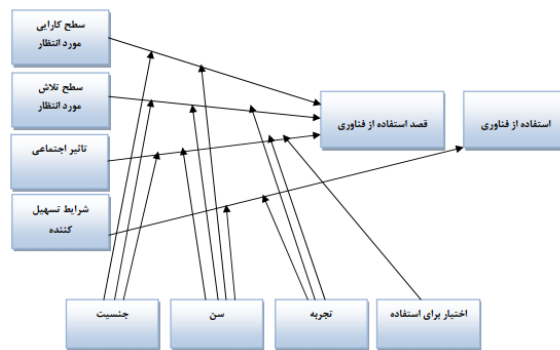 سطح کارایی
مورد انتظار
سطح تلاش
مورد انتظار
تاثیر اجتماعی
شرایط تسهیل
کننده
قصد استفاده از فناوری
استفاده از فناوری
جنسیت
سن
تجربه
اختیار برای استفاده